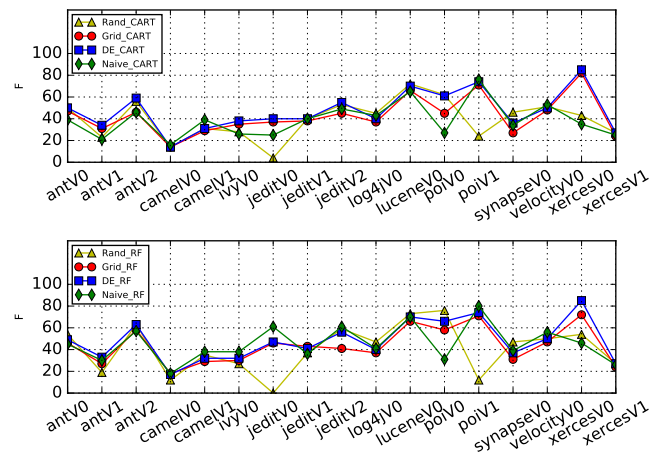 Rand_CART
Grid_CART
DE_CART
Naive_CART
F
100
80
60
40
20
0
antV0 antV1 antV2 camelV0 camelV1 ivyV0 jeditV0 jeditV1 jeditV2 log4jV0 luceneV0 poiV0 poiV1 synapseV0 velocityV0 xercesV0 xercesV1
Rand_RF
Grid_RF
DE_RF
Naive_RF
F
100
80
60
40
20
0
antV0 antV1 antV2 camelV0 camelV1 ivyV0 jeditV0 jeditV1 jeditV2 log4jV0 luceneV0 poiV0 poiV1 synapseV0 velocityV0 xercesV0 xercesV1